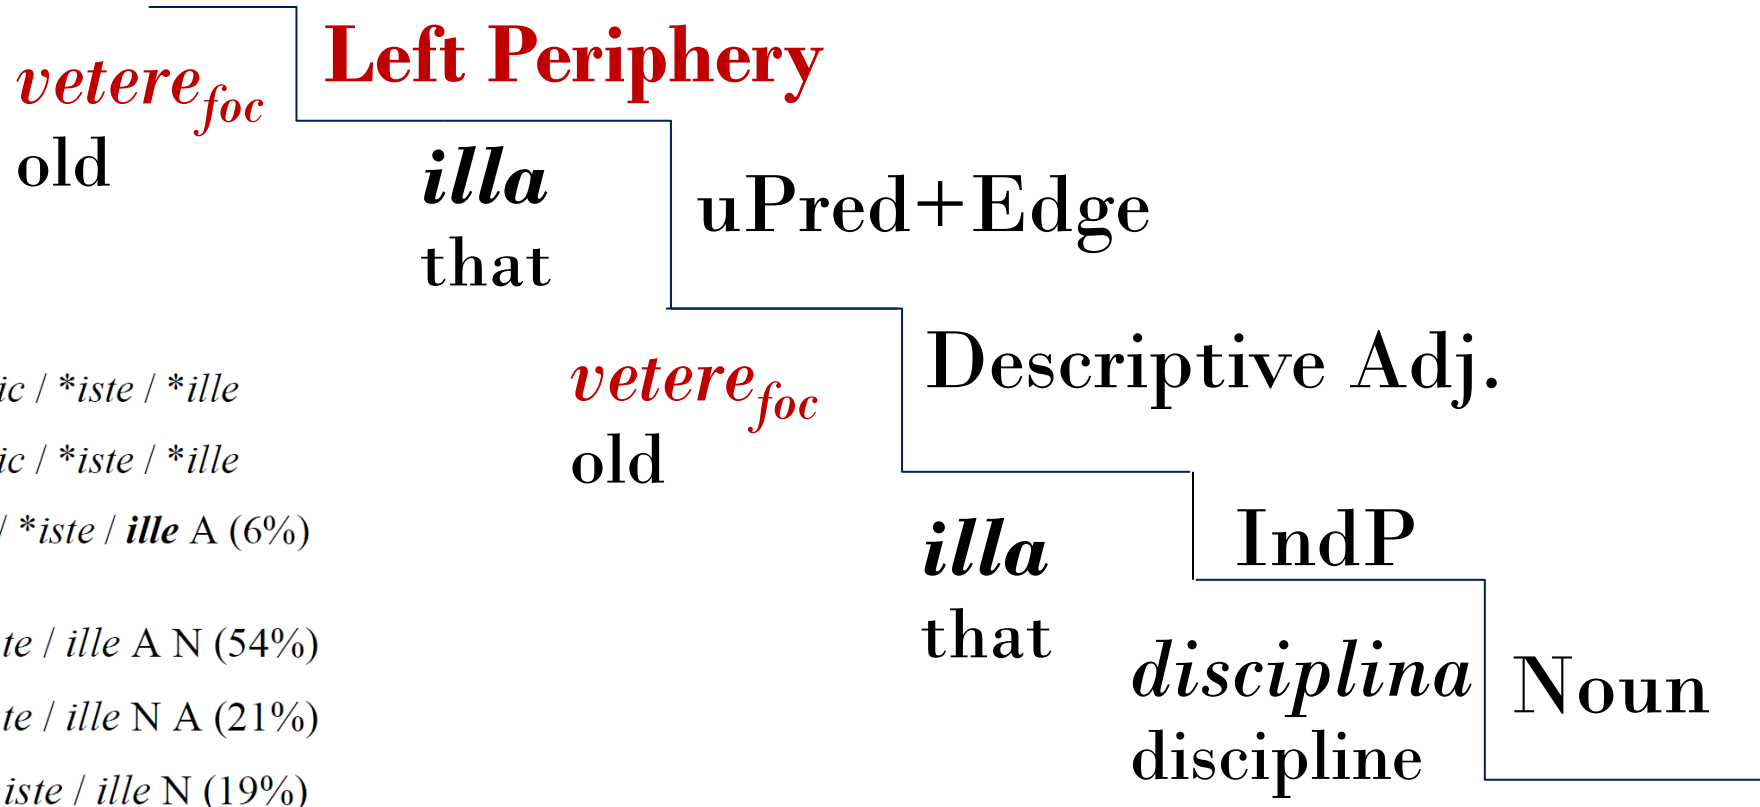 Left Periphery
vetere foc
old
illa
that
uPred+Edge
Descriptive Adj.
vetere foc
old
illa
that
IndP
disciplina
discipline
Noun
ic / *iste / *ille
ic / *iste / *ille
/ *iste / ille A (6%)
te / ille A N (54%)
te / ille N A (21%)
iste / ille N (19%)